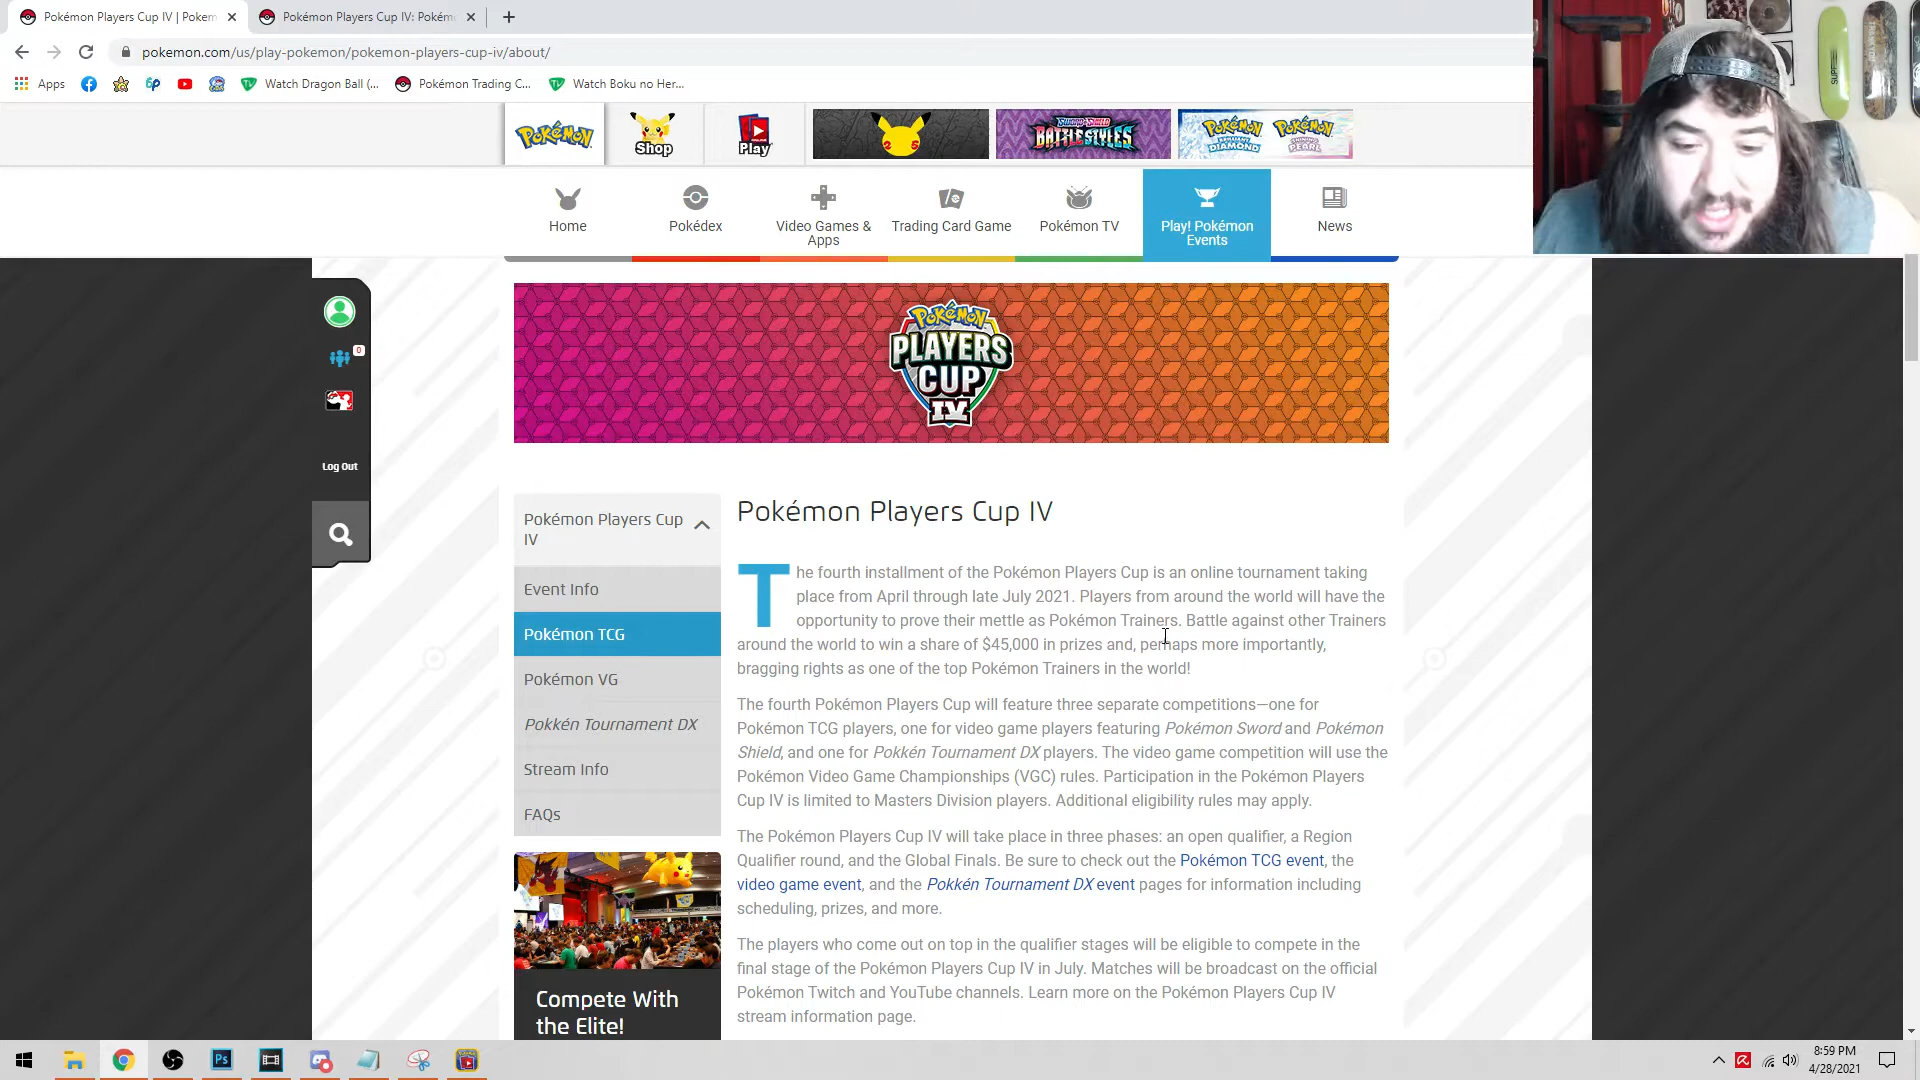 Pokémon Players Cup IV | Pokem
Pokémon Players Cup IV: Pokém
pokemon.com/us/play-pokemon/pokemon-players-cup-iv/about/
Apps
Watch Dragon Ball (...
Pokémon Trading C...
Watch Boku no Her...
Pokémon
Shop
Play
25
BATTLE STYLES
Pokémon Pokémon
DIAMOND PEARL
Home
Pokédex
Video Games &
Apps
Trading Card Game
Pokémon TV
Play! Pokémon
Events
News
0
Log Out
Pokémon
PLAYERS
CUP
IV
Pokémon Players Cup
IV
Event Info
Pokémon TCG
Pokémon VG
Pokkén Tournament DX
Stream Info
FAQs
Compete With
the Elite!
Pokémon Players Cup IV
The fourth installment of the Pokémon Players Cup is an online tournament taking
place from April through late July 2021. Players from around the world will have the
opportunity to prove their mettle as Pokémon Trainers. Battle against other Trainers
around the world to win a share of $45,000 in prizes and, perhaps more importantly,
bragging rights as one of the top Pokémon Trainers in the world!
The fourth Pokémon Players Cup will feature three separate competitions—one for
Pokémon TCG players, one for video game players featuring Pokémon Sword and Pokémon
Shield, and one for Pokkén Tournament DX players. The video game competition will use the
Pokémon Video Game Championships (VGC) rules. Participation in the Pokémon Players
Cup IV is limited to Masters Division players. Additional eligibility rules may apply.
The Pokémon Players Cup IV will take place in three phases: an open qualifier, a Region
Qualifier round, and the Global Finals. Be sure to check out the Pokémon TCG event, the
video game event, and the Pokkén Tournament DX event pages for information including
scheduling, prizes, and more.
The players who come out on top in the qualifier stages will be eligible to compete in the
final stage of the Pokémon Players Cup IV in July. Matches will be broadcast on the official
Pokémon Twitch and YouTube channels. Learn more on the Pokémon Players Cup IV
stream information page.
Ps
8:59 PM
4/28/2021